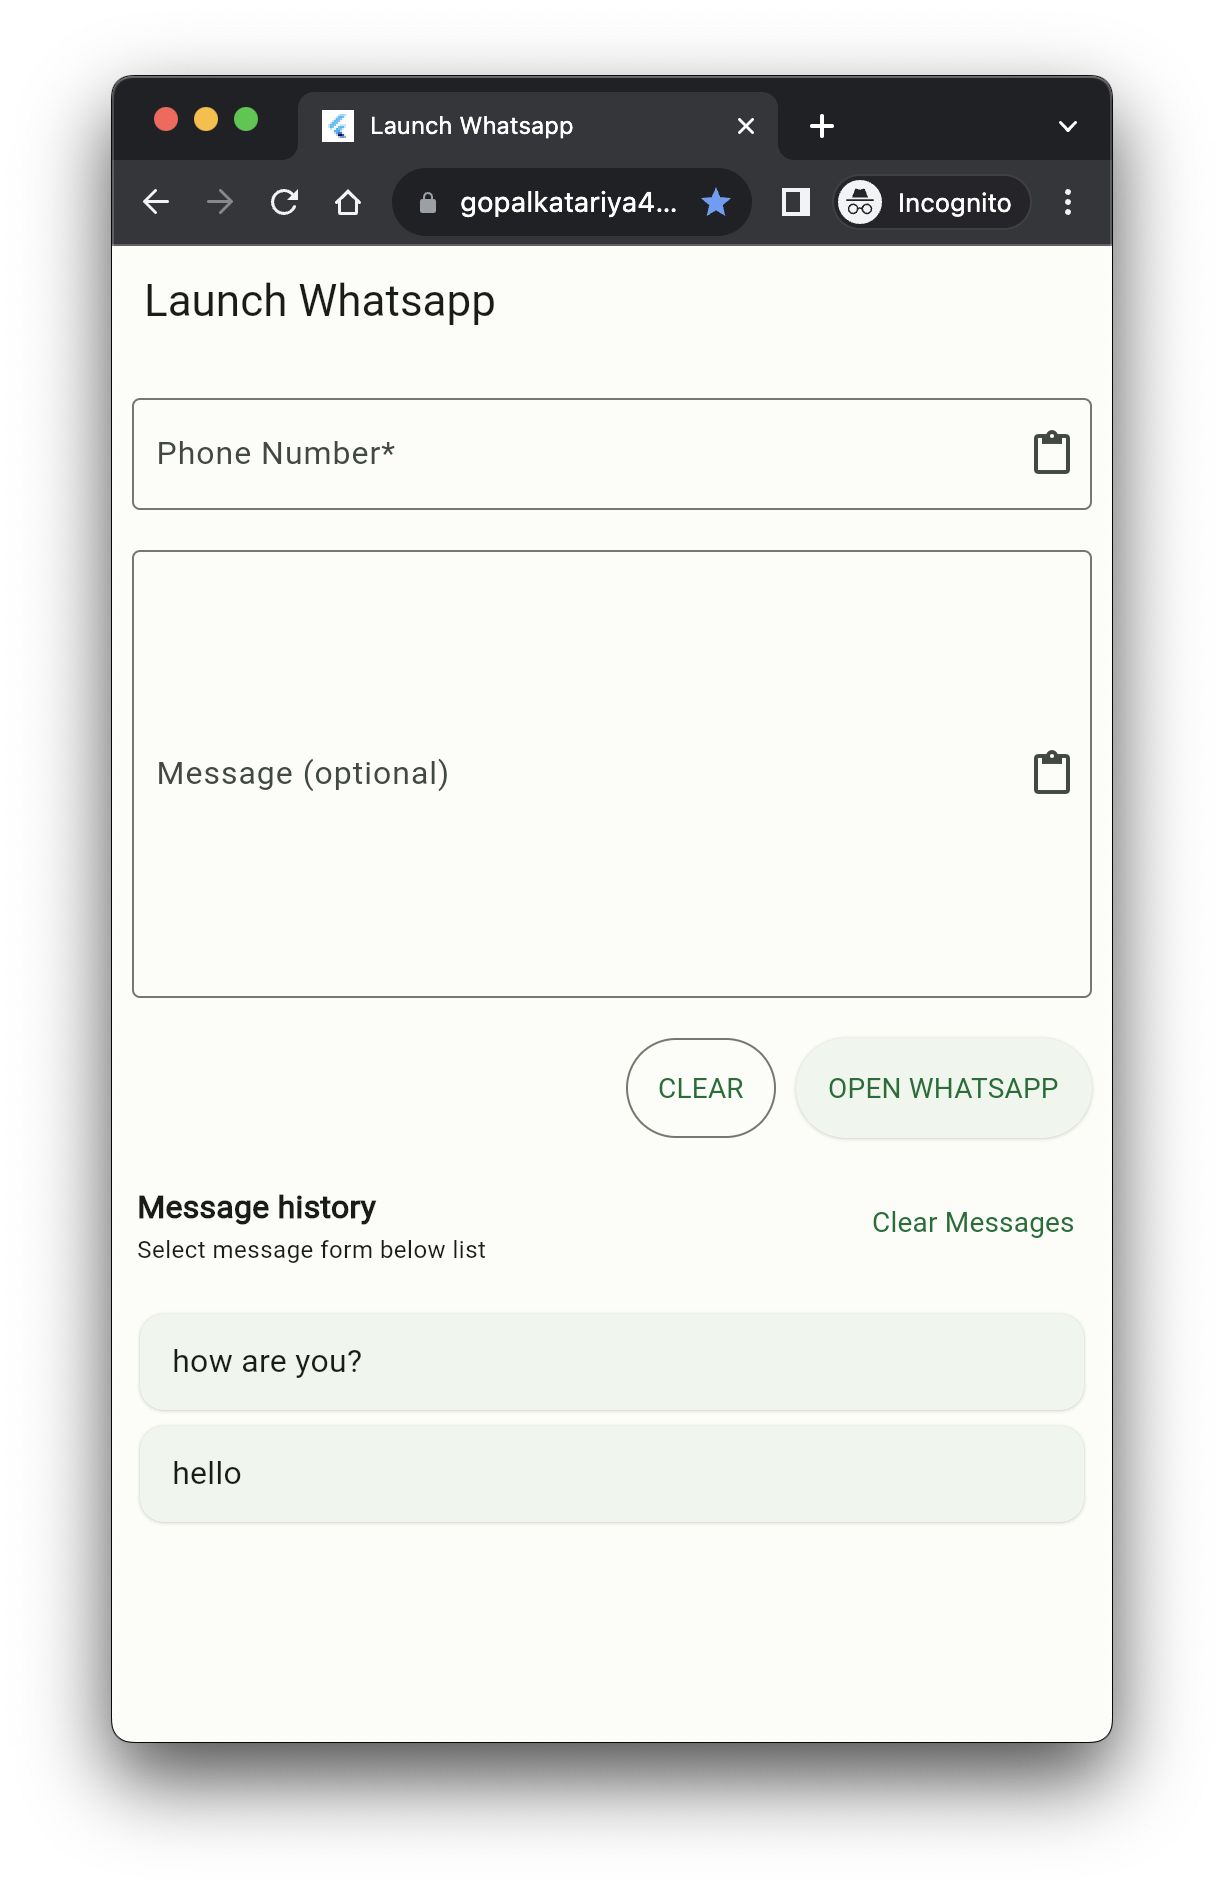 Launch Whatsapp
gopalkatariya4...
Incognito
Launch Whatsapp
Phone Number*
Message (optional)
CLEAR
OPEN WHATSAPP
Message history
Select message form below list
Clear Messages
how are you?
hello